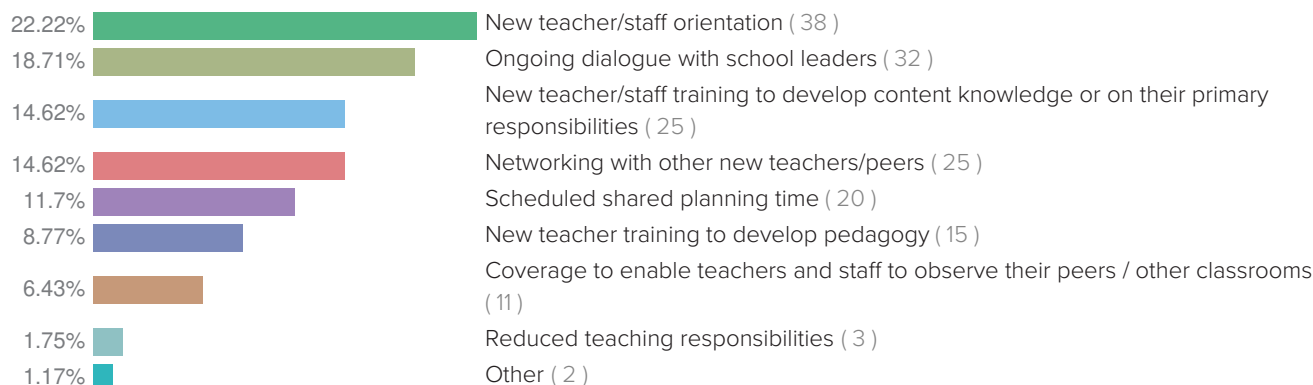 22.22% New teacher/staff orientation ( 38 )
18.71% Ongoing dialogue with school leaders ( 32 )
14.62% New teacher/staff training to develop content knowledge or on their primary
responsibilities ( 25 )
14.62% Networking with other new teachers/peers ( 25 )
11.7% Scheduled shared planning time ( 20 )
8.77% New teacher training to develop pedagogy ( 15 )
6.43% Coverage to enable teachers and staff to observe their peers / other classrooms
( 11 )
1.75% Reduced teaching responsibilities ( 3 )
1.17% Other ( 2 )